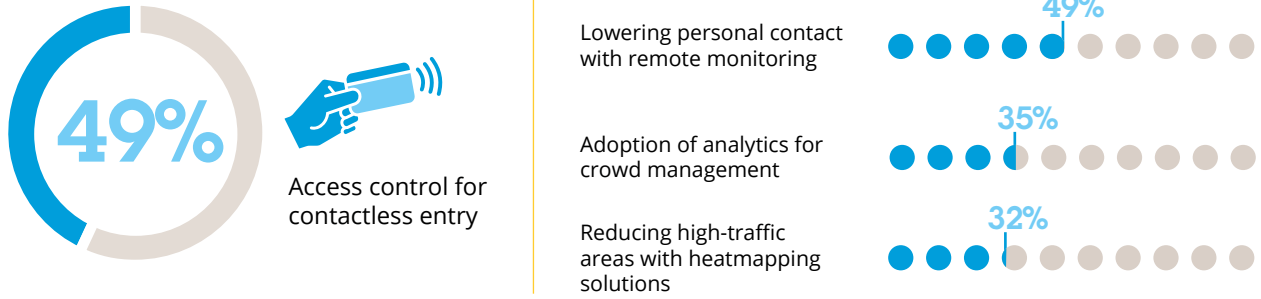 49%
Access control for
contactless entry
49%
Lowering personal contact
with remote monitoring
35%
Adoption of analytics for
crowd management
32%
Reducing high-traffic
areas with heatmapping
solutions